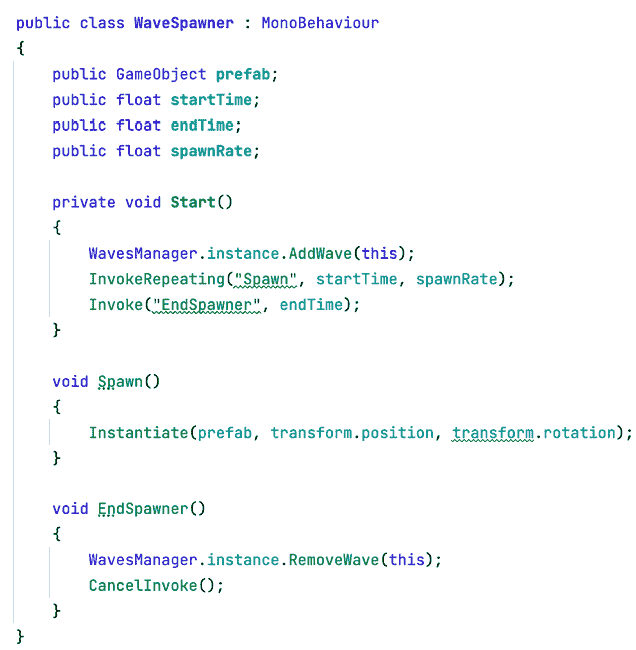 public class WaveSpawner : MonoBehaviour
{
    public GameObject prefab;
    public float startTime;
    public float endTime;
    public float spawnRate;

    private void Start()
    {
        WavesManager.instance.AddWave(this);
        InvokeRepeating("Spawn", startTime, spawnRate);
        Invoke("EndSpawner", endTime);
    }

    void Spawn()
    {
        Instantiate(prefab, transform.position, transform.rotation);
    }

    void EndSpawner()
    {
        WavesManager.instance.RemoveWave(this);
        CancelInvoke();
    }
}